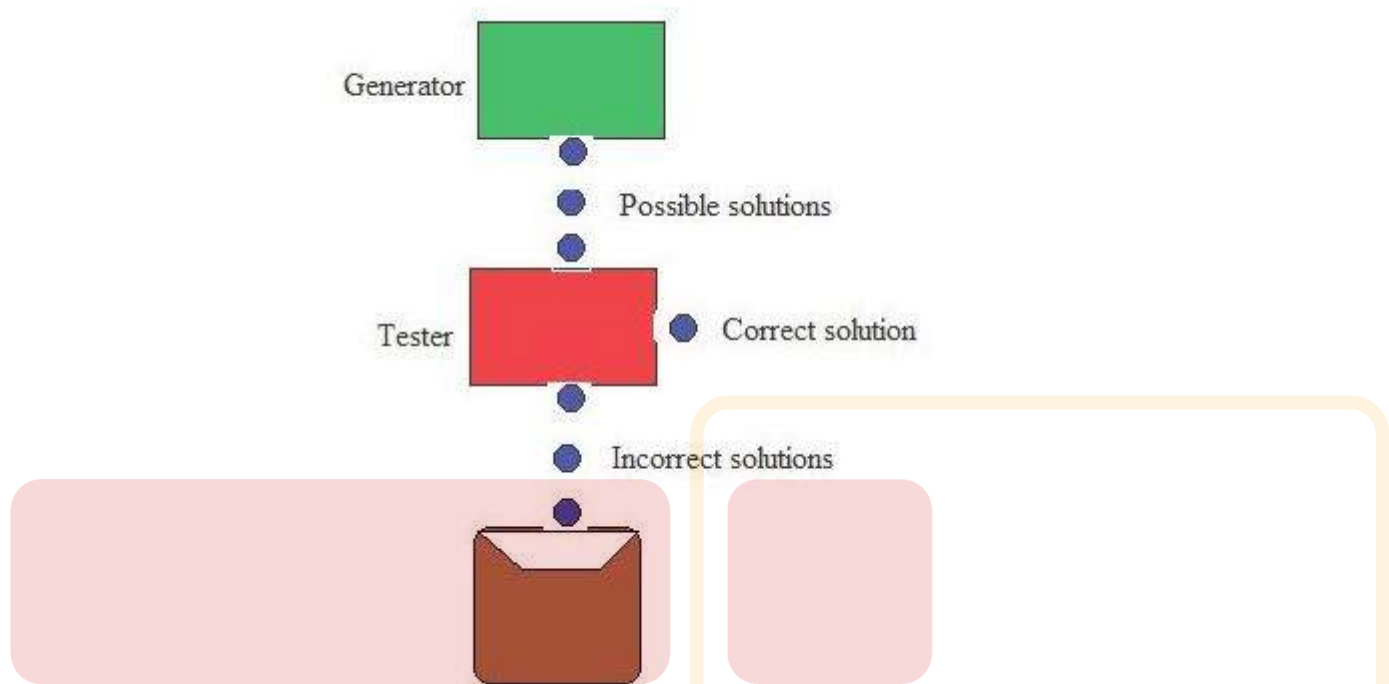 Generator
Possible solutions
Tester
Correct solution
Incorrect solutions